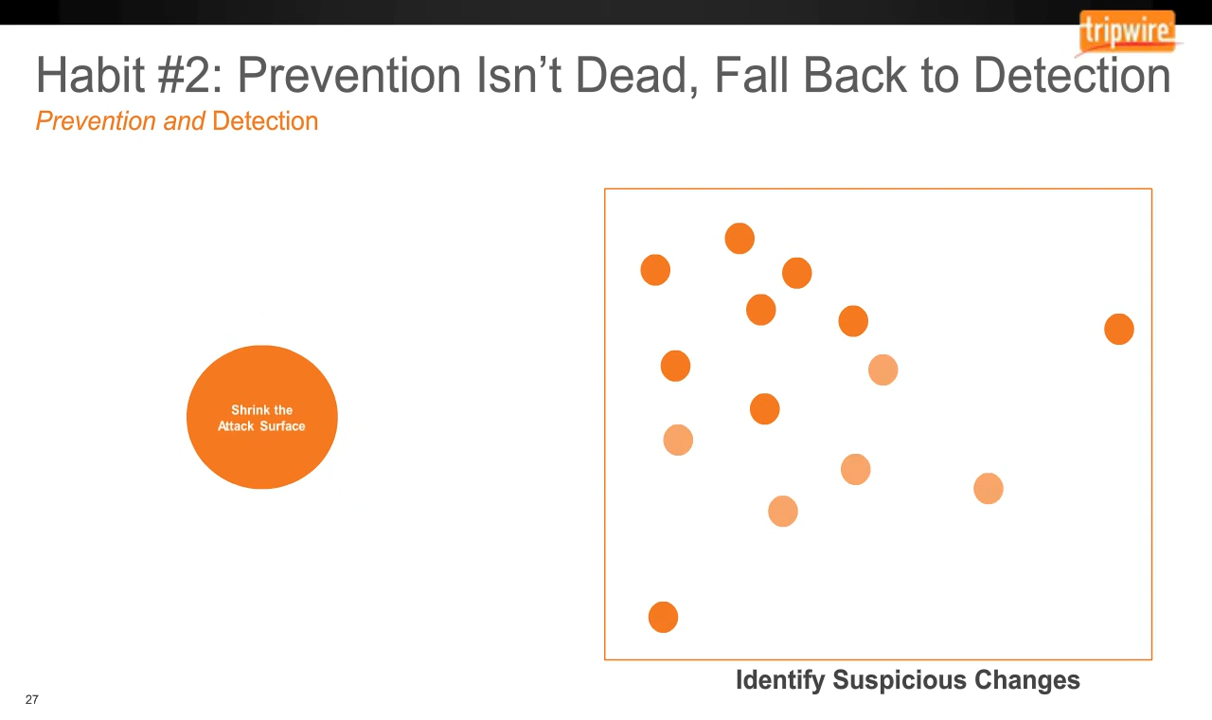 tripwire
Habit #2: Prevention Isn’t Dead, Fall Back to Detection
Prevention and Detection
Shrink the
Attack Surface
Identify Suspicious Changes
27